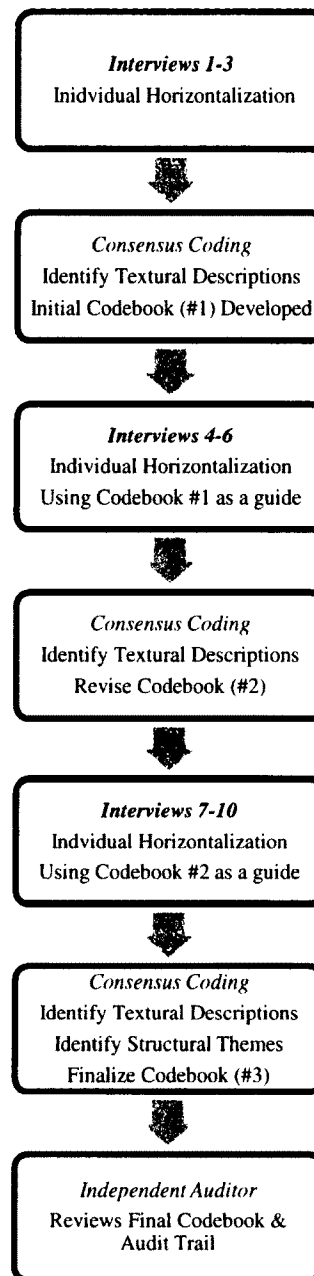 Interviews 1-3
Inidvidual Horizontalization
Consensus Coding
Identify Textural Descriptions
Initial Codebook (#1) Developed
Interviews 4-6
Individual Horizontalization
Using Codebook #1 as a guide
Consensus Coding
Identify Textural Descriptions
Revise Codebook (#2)
Interviews 7-10
Indvidual Horizontalization
Using Codebook #2 as a guide
Consensus Coding
Identify Textural Descriptions
Identify Structural Themes
Finalize Codebook (#3)
Independent Auditor
Reviews Final Codebook &
Audit Trail